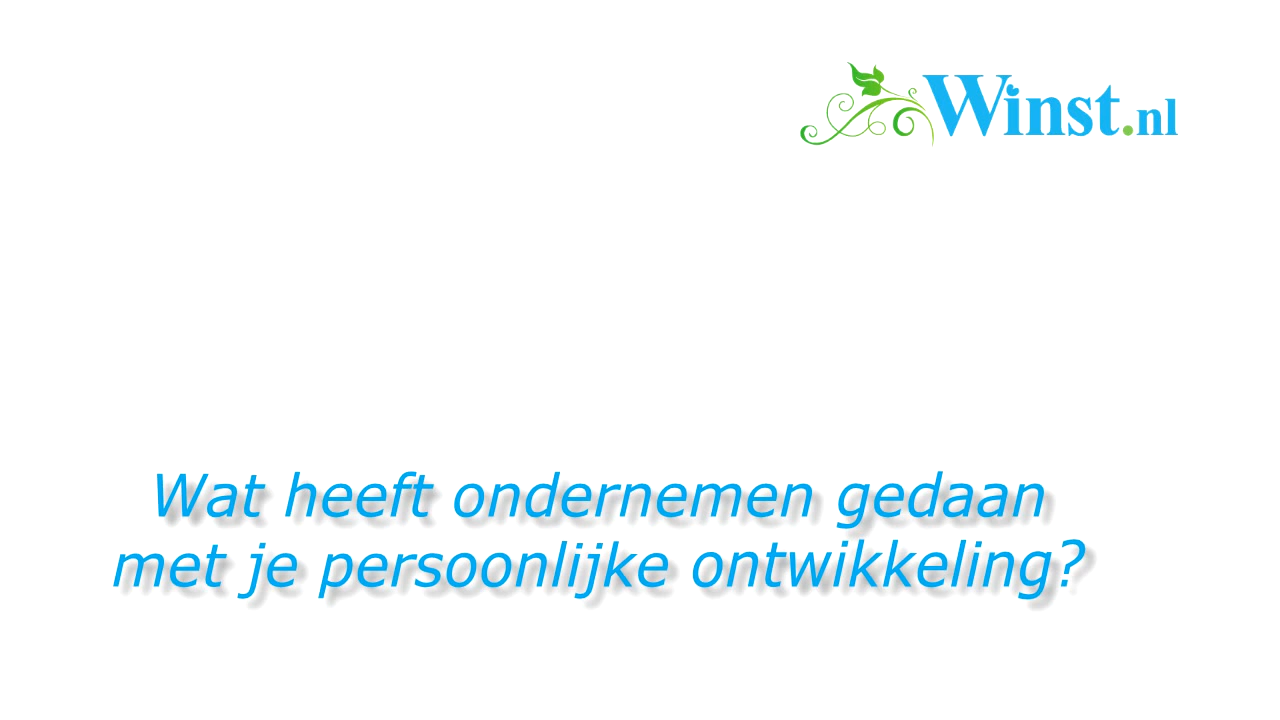 Winst.nl
Wat heeft ondernemen gedaan
met je persoonlijke ontwikkeling?